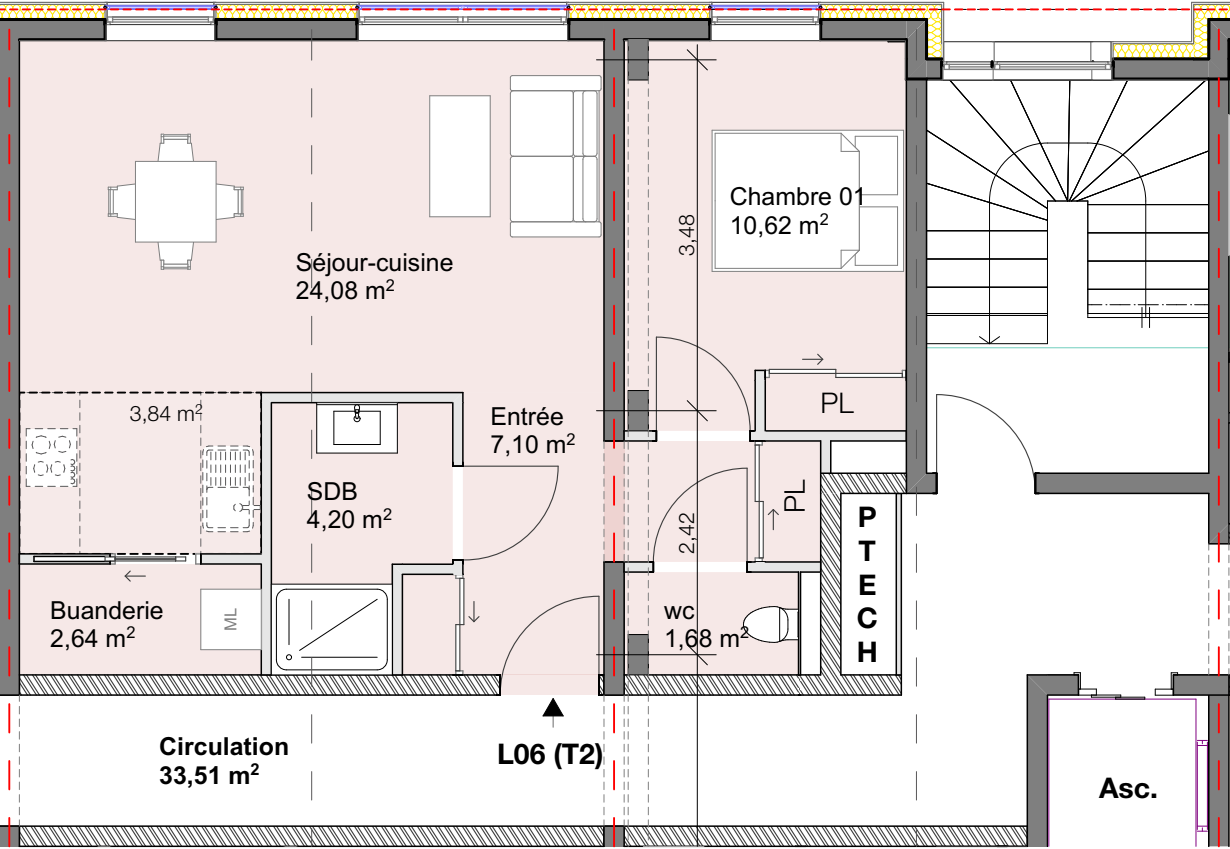 Chambre 01
10,62 m²
3,48
Séjour-cuisine
24,08 m²
3,84 m²
Entrée
7,10 m²
PL
SDB
4,20 m²
2,42
PL
P
T
E
C
H
Buanderie
2,64 m²
ML
wc
1,68 m²
Circulation
33,51 m²
L06 (T2)
Asc.